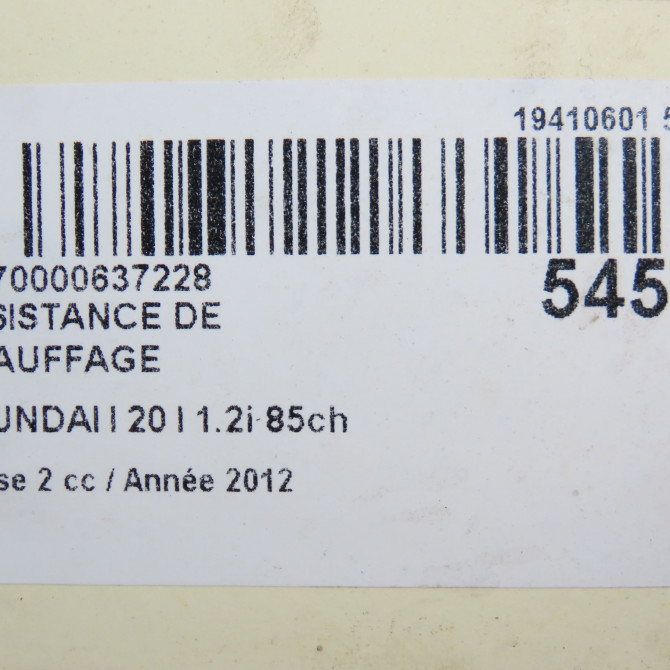 19410601 5
70000637228
545
SISTANCE DE
AUFFAGE
UNDAI I 20 I 1.2i 85ch
se 2 cc / Année 2012